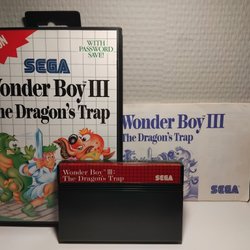 WITH
PASSWORD
SAVE!
SEGA
Wonder Boy III
The Dragon's Trap
Wonder Boy III
The Dragon's Trap
SEGA
Wonder Boy III:
The Dragon's Trap
SEGA